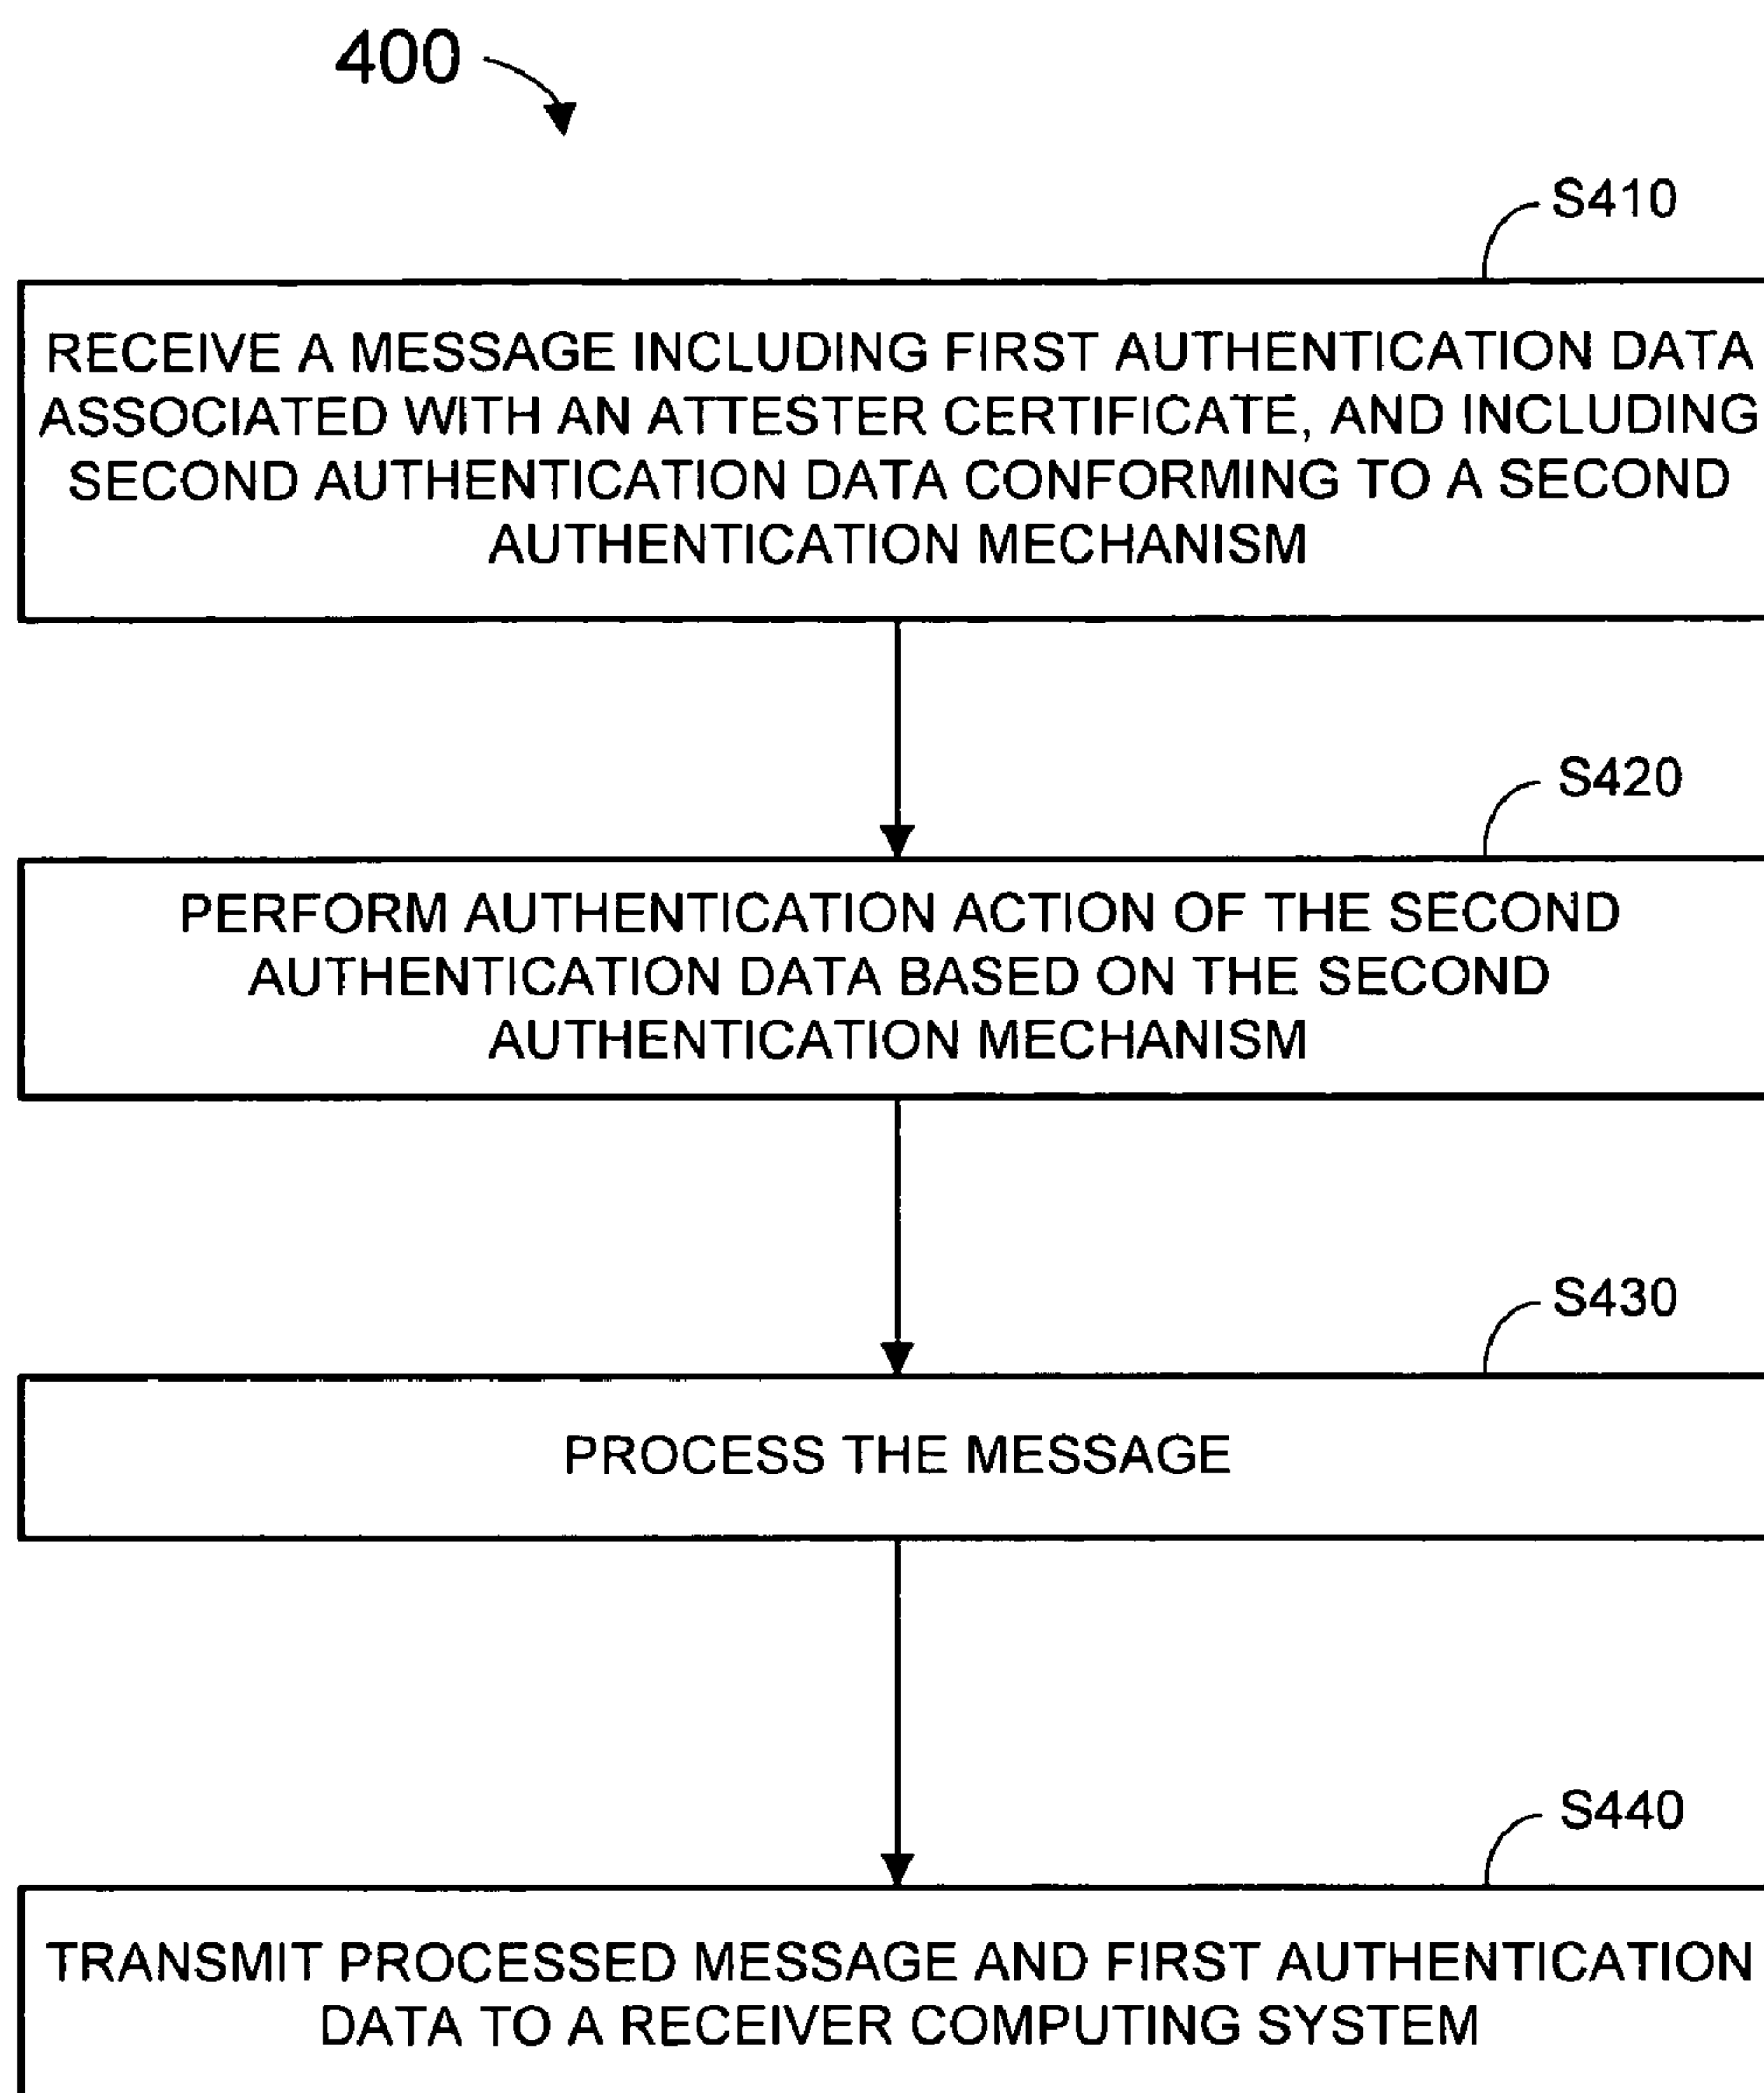 400
S410
RECEIVE A MESSAGE INCLUDING FIRST AUTHENTICATION DATA
ASSOCIATED WITH AN ATTESTER CERTIFICATE, AND INCLUDING
SECOND AUTHENTICATION DATA CONFORMING TO A SECOND
AUTHENTICATION MECHANISM
S420
PERFORM AUTHENTICATION ACTION OF THE SECOND
AUTHENTICATION DATA BASED ON THE SECOND
AUTHENTICATION MECHANISM
S430
PROCESS THE MESSAGE
S440
TRANSMIT PROCESSED MESSAGE AND FIRST AUTHENTICATION
DATA TO A RECEIVER COMPUTING SYSTEM